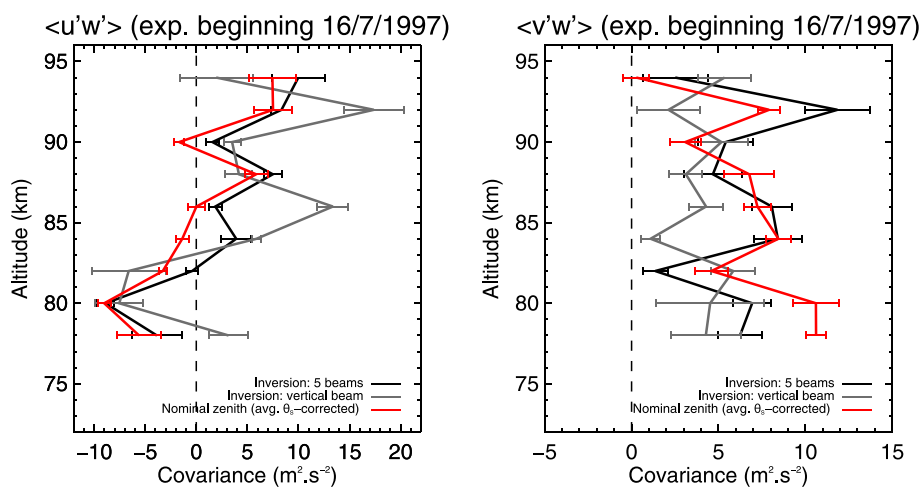 <u'w'> (exp. beginning 16/7/1997)
95
90
85
80
75
Altitude (km)
Inversion: 5 beams
Inversion: vertical beam
Nominal zenith (avg. θₛ–corrected)
−10 −5 0 5 10 15 20
Covariance (m².s⁻²)
<v'w'> (exp. beginning 16/7/1997)
95
90
85
80
75
Altitude (km)
Inversion: 5 beams
Inversion: vertical beam
Nominal zenith (avg. θₛ–corrected)
−5 0 5 10 15
Covariance (m².s⁻²)